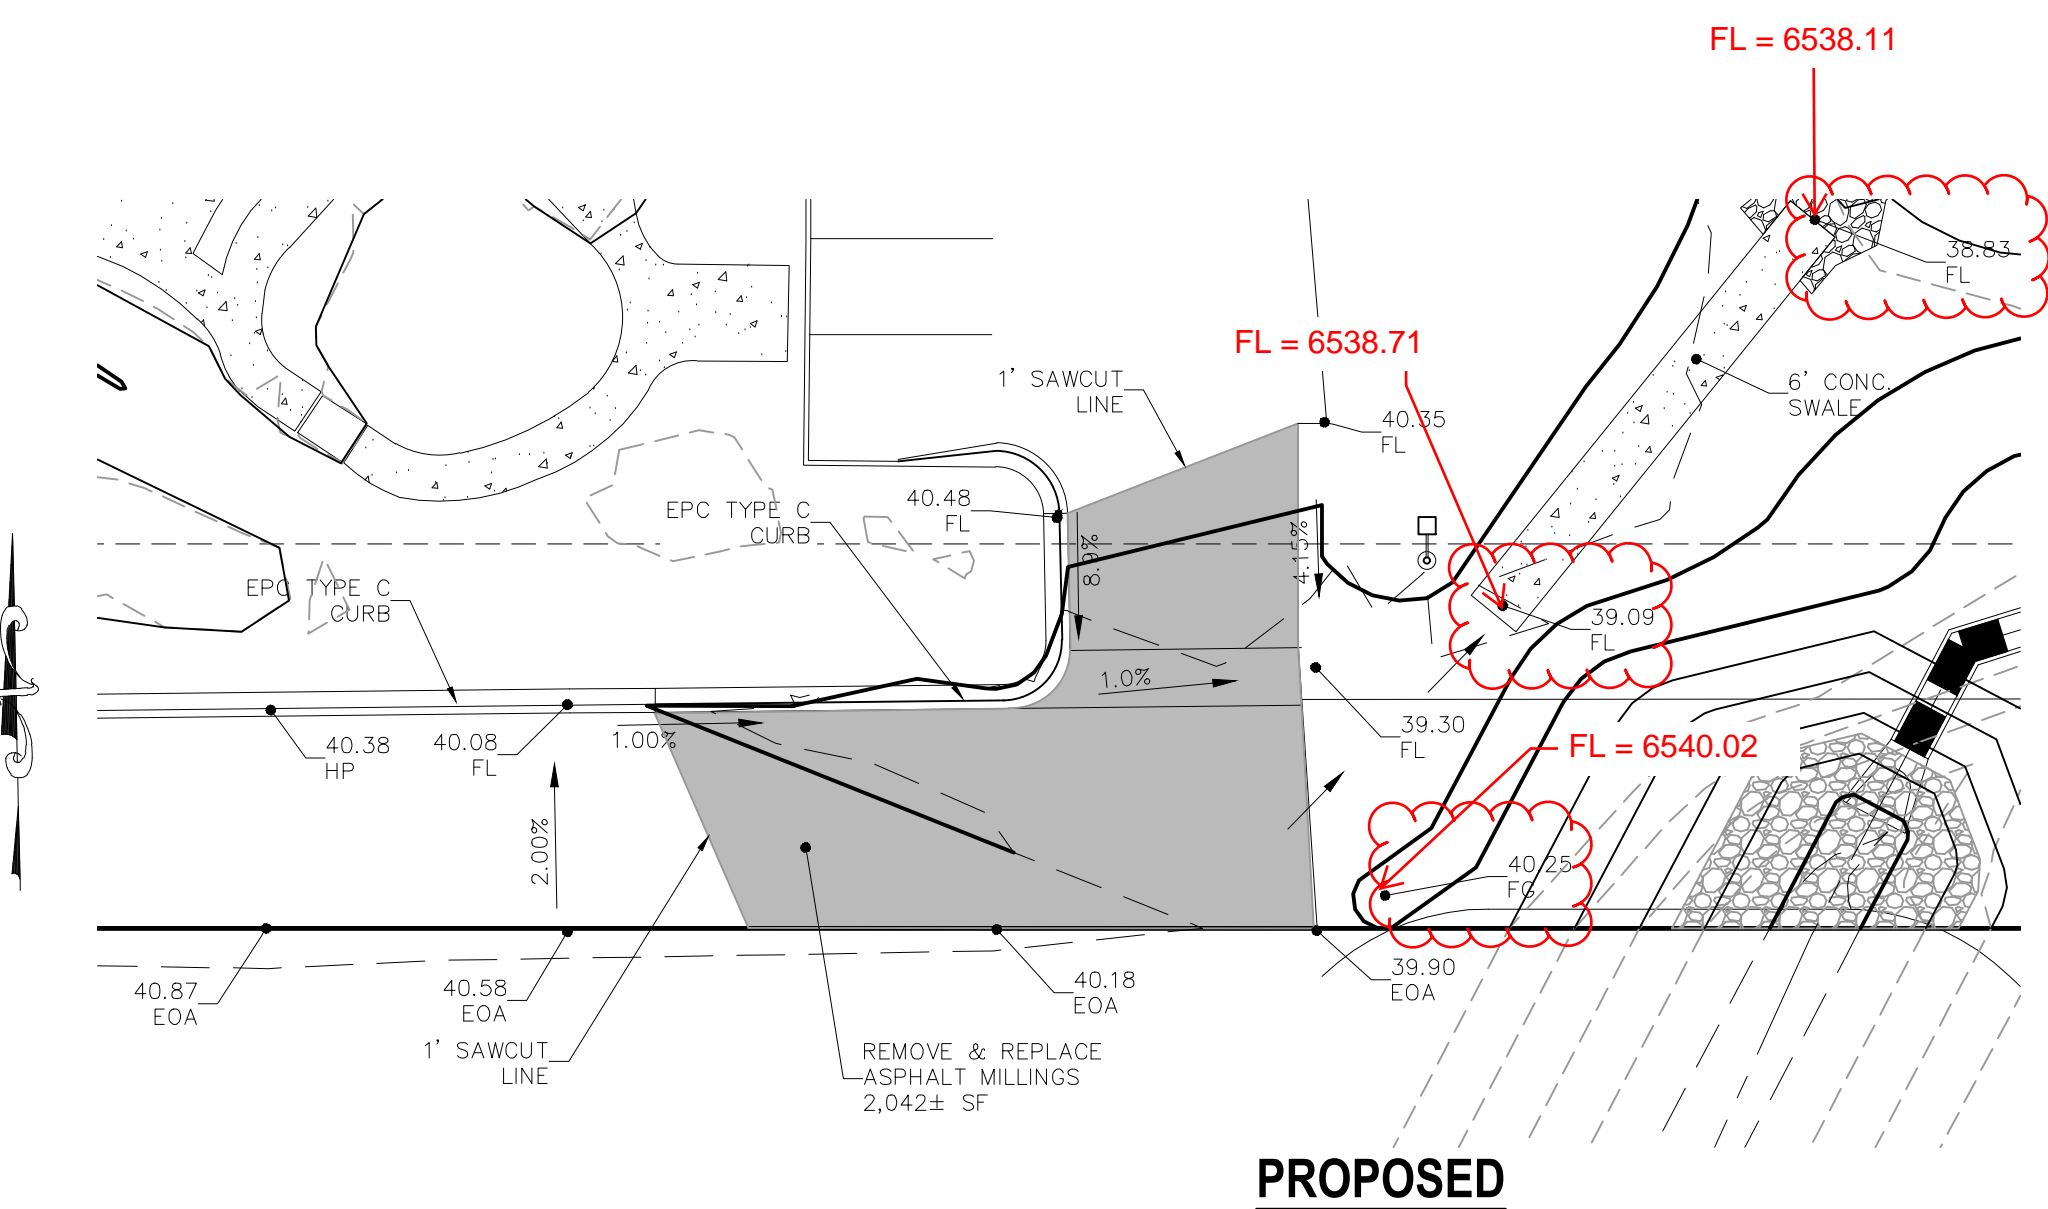 FL = 6538.11
38.83
FL
FL = 6538.71
1' SAWCUT
LINE
6' CONC.
SWALE
40.35
FL
40.48
FL
EPC TYPE C
CURB
8.9%
4.15%
EPC TYPE C
CURB
39.09
FL
1.0%
40.38
HP
40.08
FL
1.00%
39.30
FL
FL = 6540.02
2.00%
40.25
FG
40.87
EOA
40.58
EOA
40.18
EOA
39.90
EOA
1' SAWCUT
LINE
REMOVE & REPLACE
ASPHALT MILLINGS
2,042± SF
PROPOSED